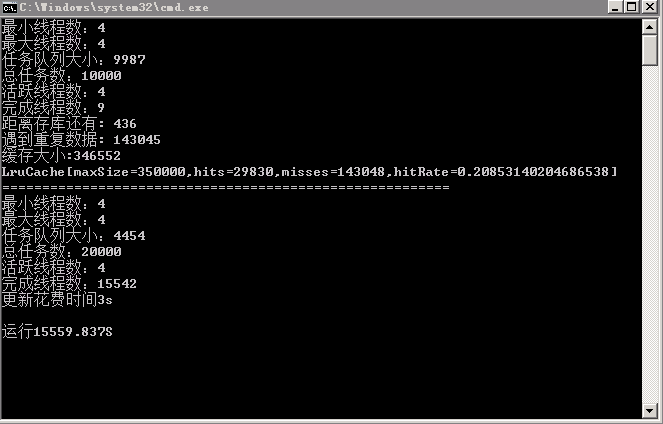 C:\Windows\system32\cmd.exe
最小线程数: 4
最大线程数: 4
任务队列大小: 9987
总任务数: 10000
活跃线程数: 4
完成线程数: 9
距离存库还有: 436
遇到重复数据: 143045
缓存大小:346552
LruCache[maxSize=350000,hits=29830,misses=143048,hitRate=0.20853140204686538]
========================================================
最小线程数: 4
最大线程数: 4
任务队列大小: 4454
总任务数: 20000
活跃线程数: 4
完成线程数: 15542
更新花费时间3s
运行15559.837S